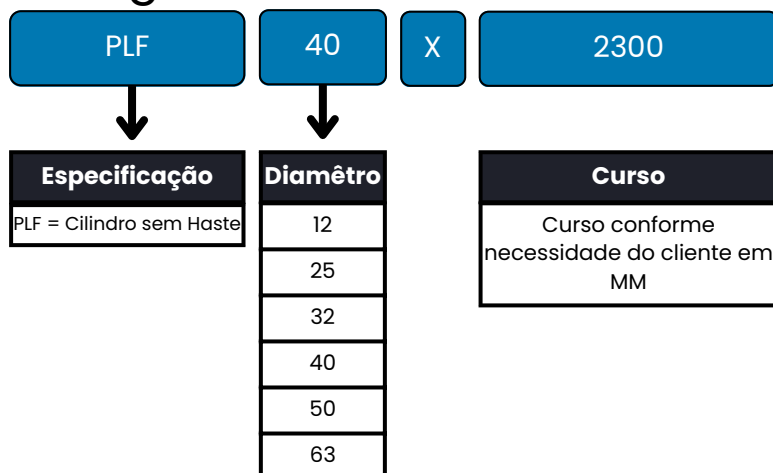 PLF 40 X 2300
Especificação Diamêtro Curso
PLF = Cilindro sem Haste 12 Curso conforme
necessidade do cliente em
MM
25
32
40
50
63